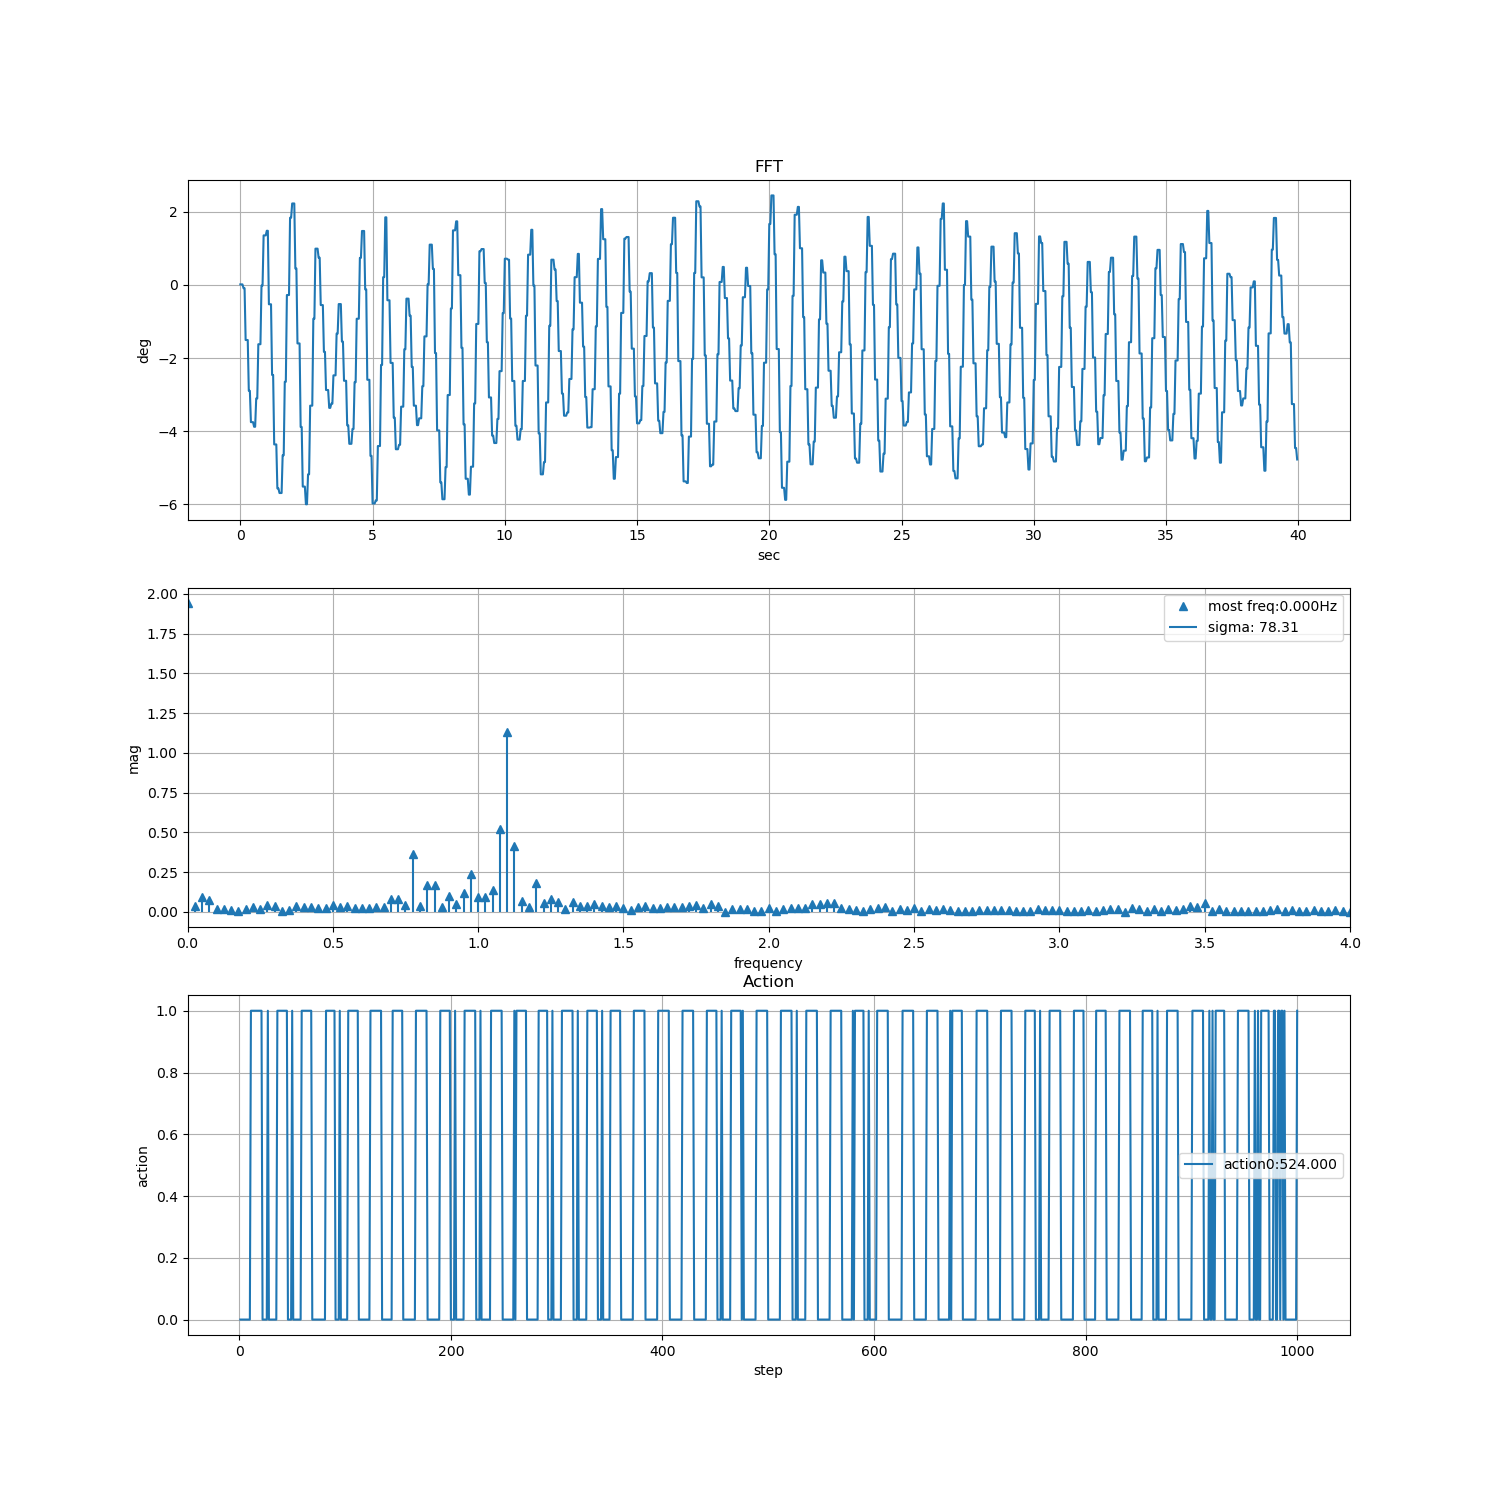 FFT
2
0
−2
−4
−6
deg
0 5 10 15 20 25 30 35 40
sec
2.00
1.75
1.50
1.25
1.00
0.75
0.50
0.25
0.00
mag
most freq:0.000Hz
sigma: 78.31
0.0 0.5 1.0 1.5 2.0 2.5 3.0 3.5 4.0
frequency
Action
1.0
0.8
0.6
0.4
0.2
0.0
action
action0:524.000
0 200 400 600 800 1000
step